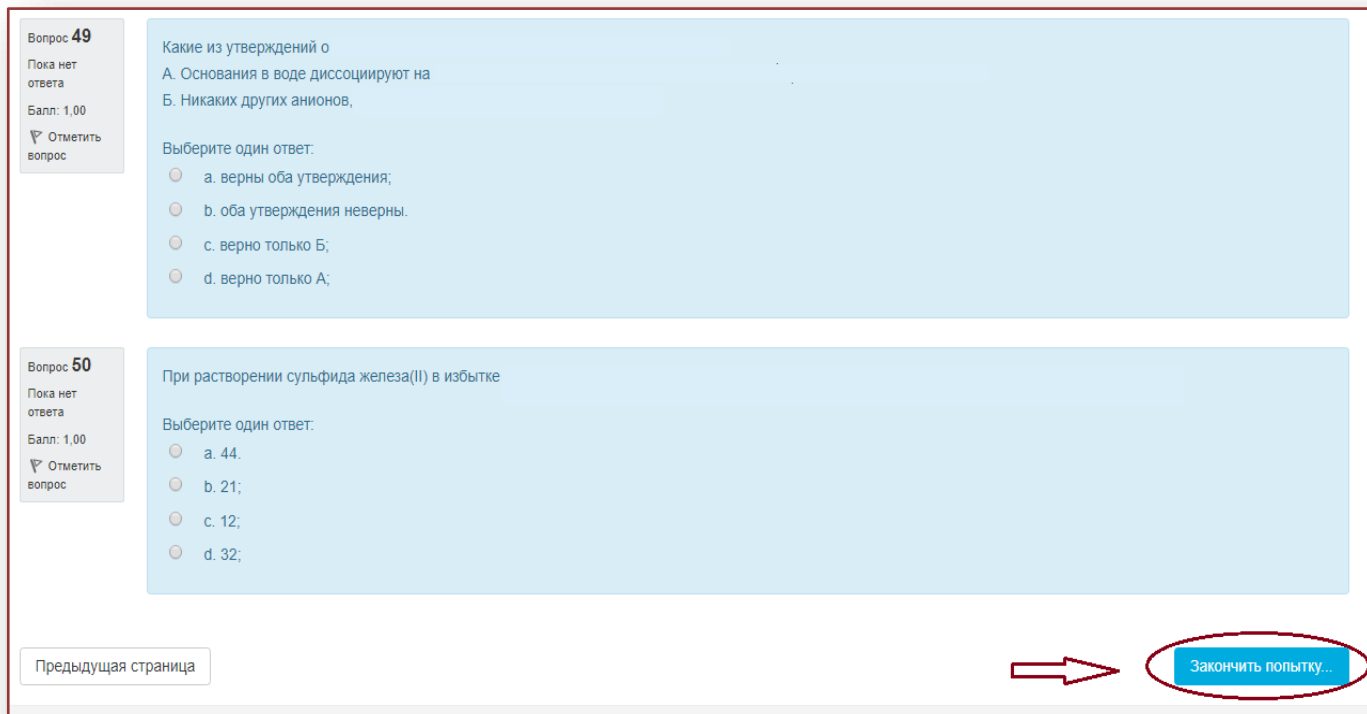 Вопрос 49
Пока нет
ответа
Балл: 1,00
Отметить
вопрос
Какие из утверждений о
А. Основания в воде диссоциируют на
Б. Никаких других анионов,
Выберите один ответ:
a. верны оба утверждения;
b. оба утверждения неверны.
c. верно только Б;
d. верно только А;
Вопрос 50
Пока нет
ответа
Балл: 1,00
Отметить
вопрос
При растворении сульфида железа(II) в избытке
Выберите один ответ:
a. 44.
b. 21;
c. 12;
d. 32;
Предыдущая страница
Закончить попытку...